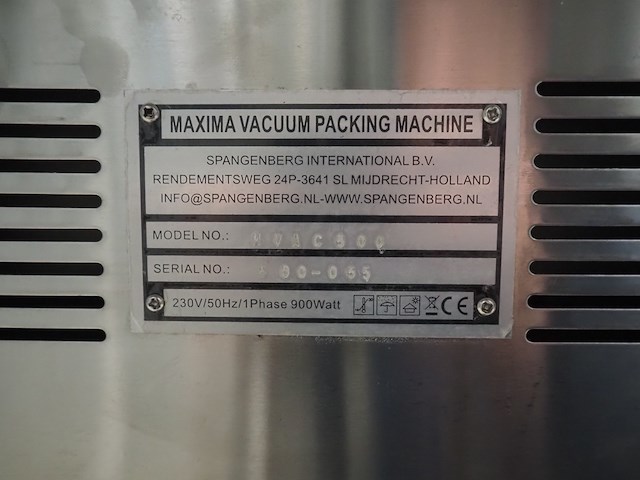 MAXIMA VACUUM PACKING MACHINE
SPANGENBERG INTERNATIONAL B.V.
RENDEMENTSWEG 24P-3641 SL MIJDRECHT-HOLLAND
INFO@SPANGENBERG.NL-WWW.SPANGENBERG.NL
MODEL NO.:
SERIAL NO.:
230V/50Hz/1Phase 900Watt CE